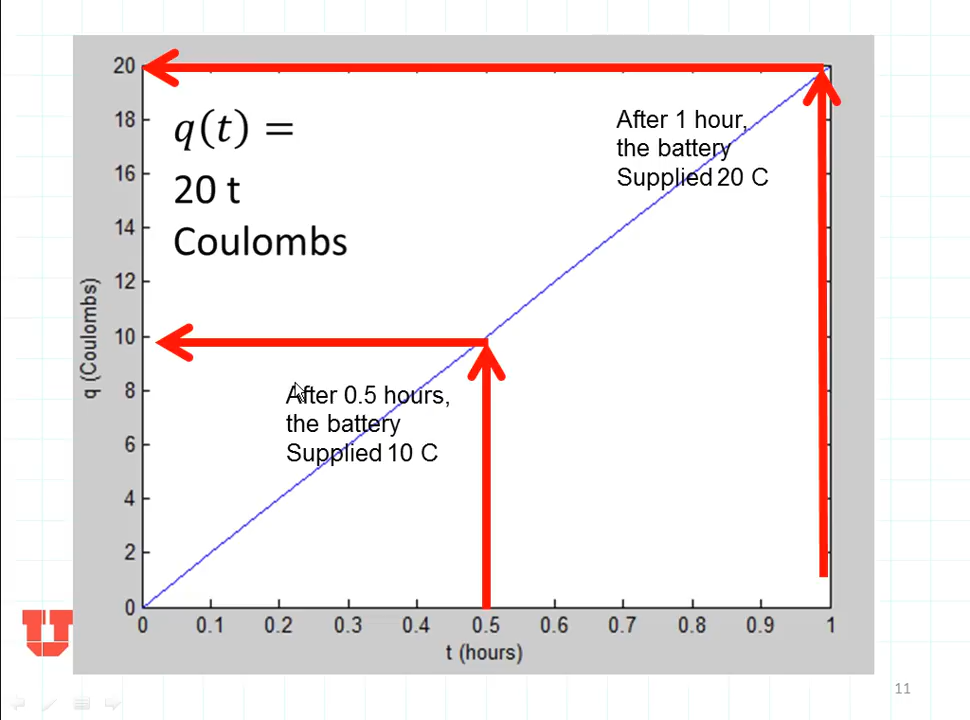 20
18
16
14
12
10
8
6
4
2
0
q (Coulombs)
q(t) =
20 t
Coulombs
After 1 hour,
the battery
Supplied 20 C
After 0.5 hours,
the battery
Supplied 10 C
0 0.1 0.2 0.3 0.4 0.5 0.6 0.7 0.8 0.9 1
t (hours)
U
11